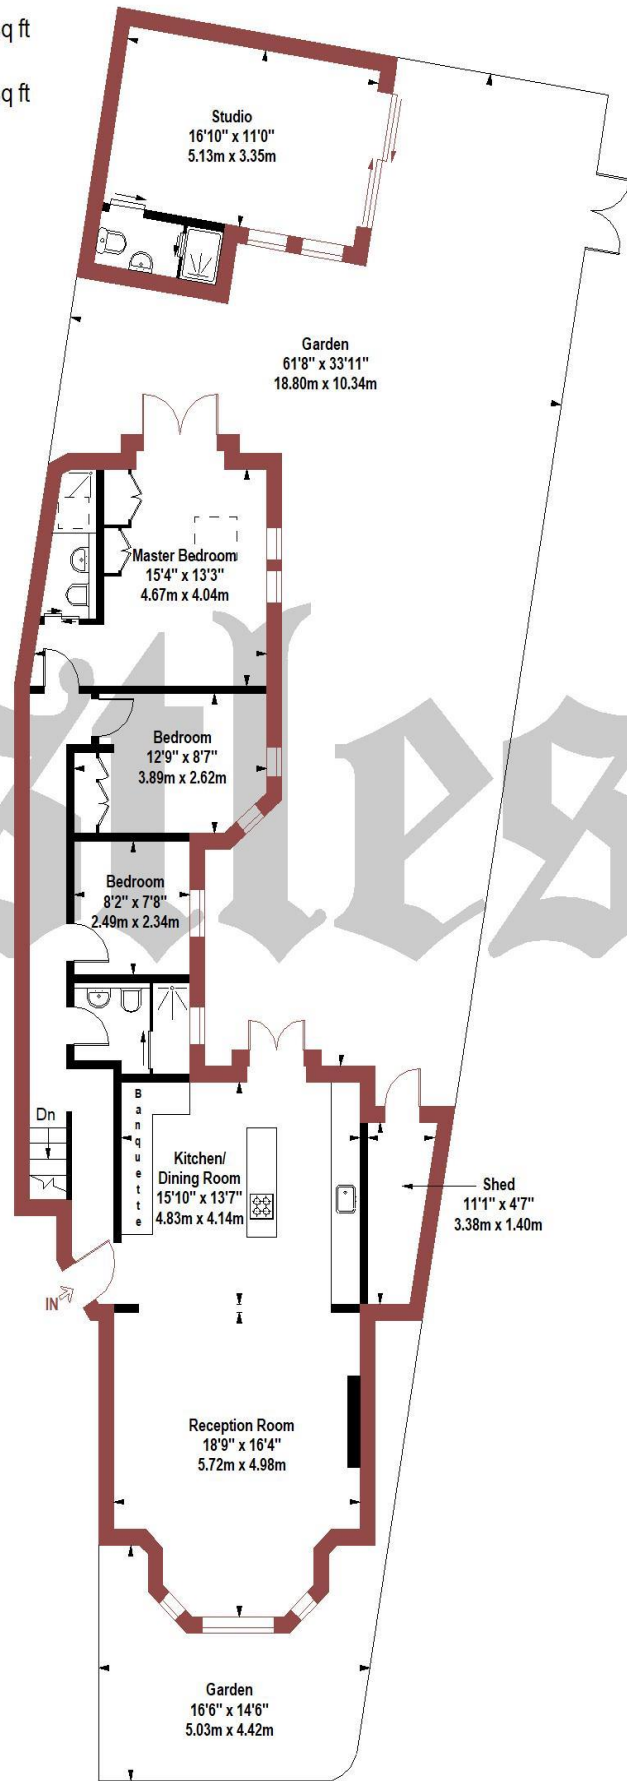 q ft
q ft
Studio
16'10" x 11'0"
5.13m x 3.35m
Garden
61'8" x 33'11"
18.80m x 10.34m
Master Bedroom
15'4" x 13'3"
4.67m x 4.04m
Bedroom
12'9" x 8'7"
3.89m x 2.62m
Bedroom
8'2" x 7'8"
2.49m x 2.34m
stles
Dn
Banquette
Kitchen/
Dining Room
15'10" x 13'7"
4.83m x 4.14m
Shed
11'1" x 4'7"
3.38m x 1.40m
IN
Reception Room
18'9" x 16'4"
5.72m x 4.98m
Garden
16'6" x 14'6"
5.03m x 4.42m